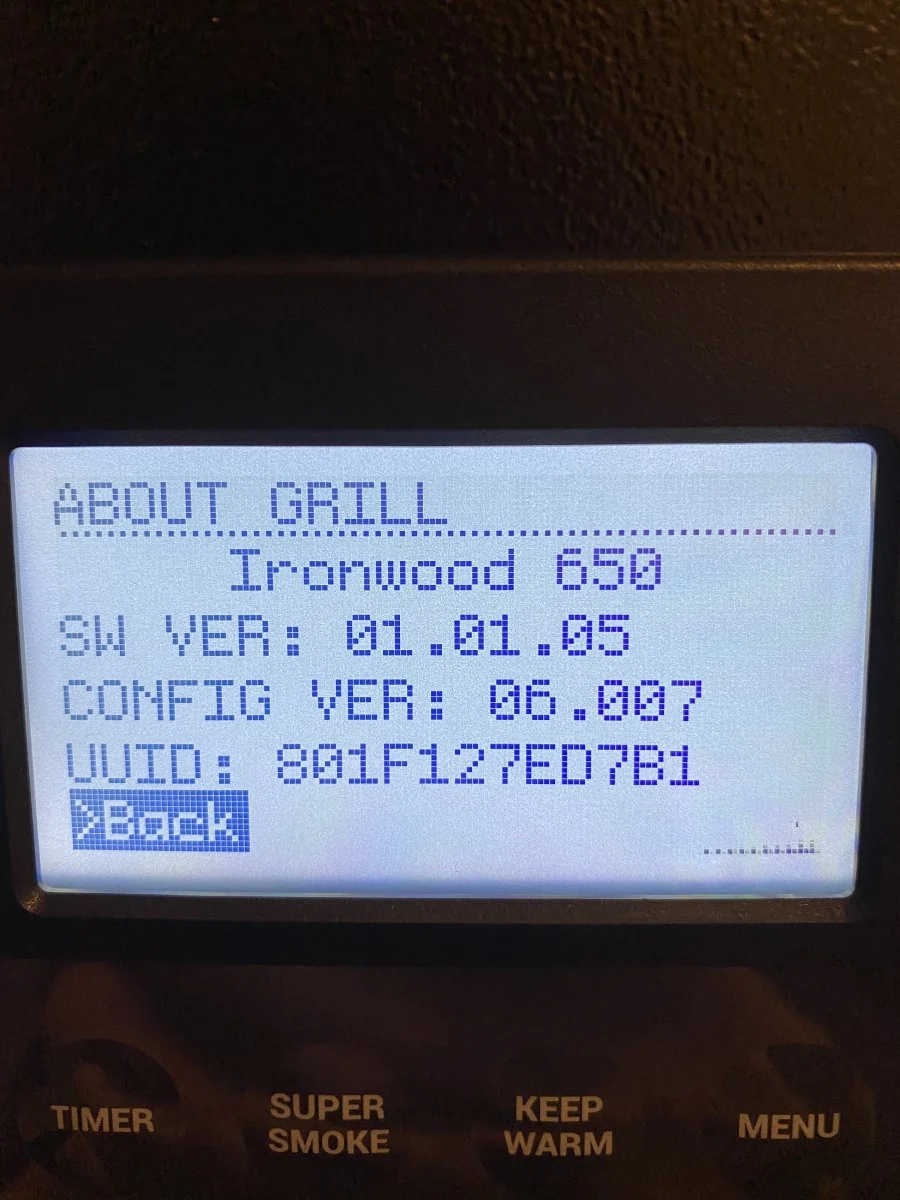 ABOUT GRILL
Ironwood 650
SW VER: 01.01.05
CONFIG VER: 06.007
UUID: 801F127ED7B1
>Back
TIMER
SUPER
SMOKE
KEEP
WARM
MENU